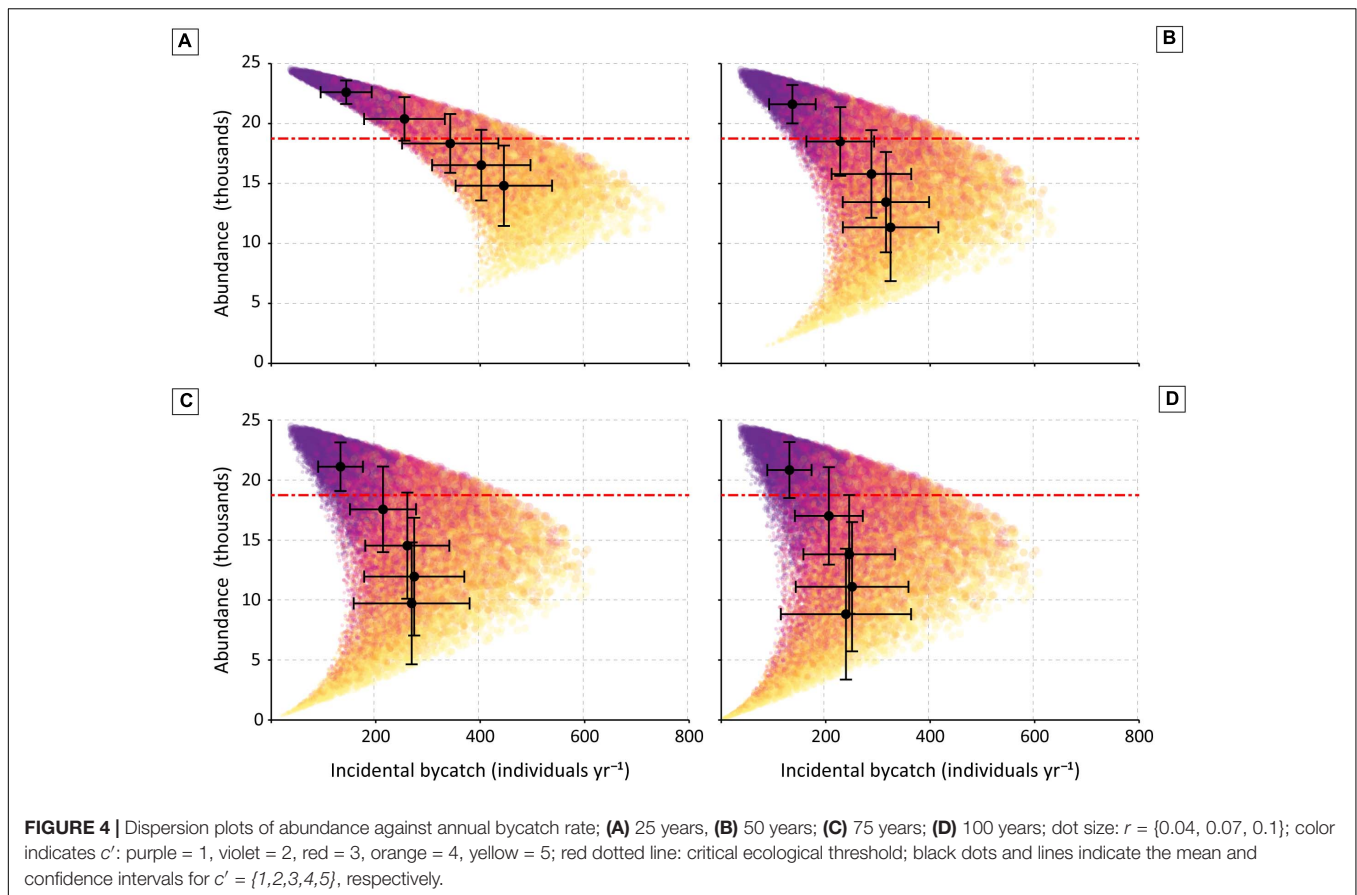 A
B
25
20
15
10
5
0
Abundance (thousands)
200
400
600
800
C
D
25
20
15
10
5
0
Abundance (thousands)
200
400
600
800
200
400
600
800
Incidental bycatch (individuals yr⁻¹)
Incidental bycatch (individuals yr⁻¹)
FIGURE 4 | Dispersion plots of abundance against annual bycatch rate; (A) 25 years, (B) 50 years; (C) 75 years; (D) 100 years; dot size: r = {0.04, 0.07, 0.1}; color
indicates c′: purple = 1, violet = 2, red = 3, orange = 4, yellow = 5; red dotted line: critical ecological threshold; black dots and lines indicate the mean and
confidence intervals for c′ = {1,2,3,4,5}, respectively.